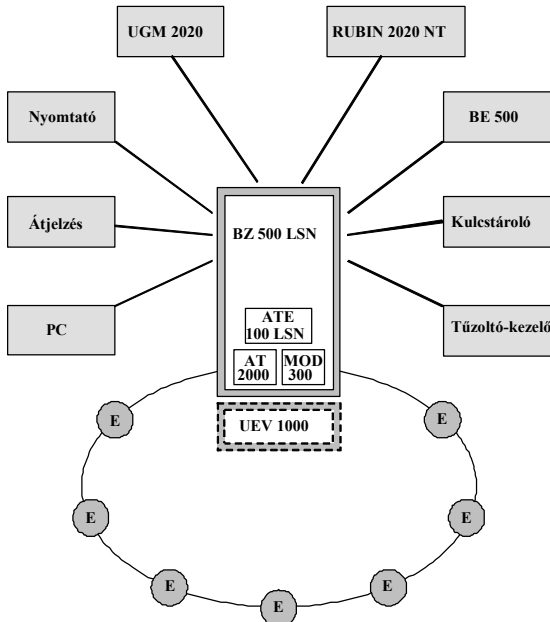 UGM 2020
RUBIN 2020 NT
Nyomtató
BE 500
Átjelzés
BZ 500 LSN
Kulcstároló
PC
ATE
100 LSN
Tűzoltó-kezelő
AT
2000
MOD
300
UEV 1000
E
E
E
E
E
E
E